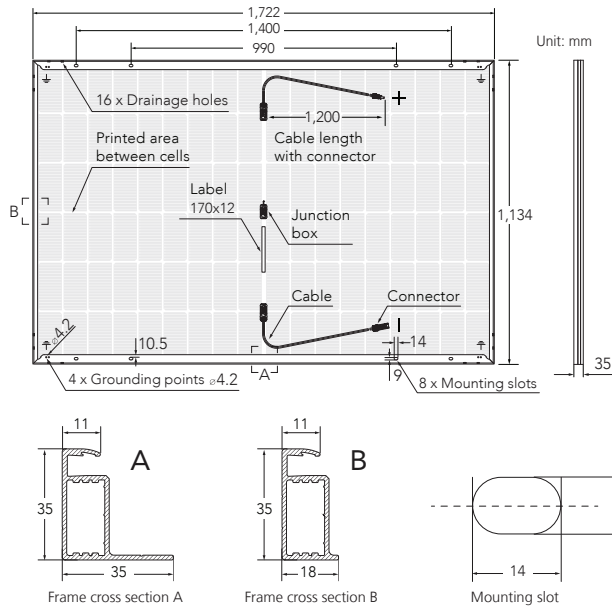 1,722
1,400
990
Unit: mm
16 x Drainage holes
+
1,200
Cable length
with connector
Printed area
between cells
B
Label
170x12
Junction
box
1,134
Cable
Connector
ø4.2
10.5
14
4 x Grounding points ø4.2
A
9
8 x Mounting slots
35
11
A
35
35
Frame cross section A
11
B
35
18
Frame cross section B
14
Mounting slot